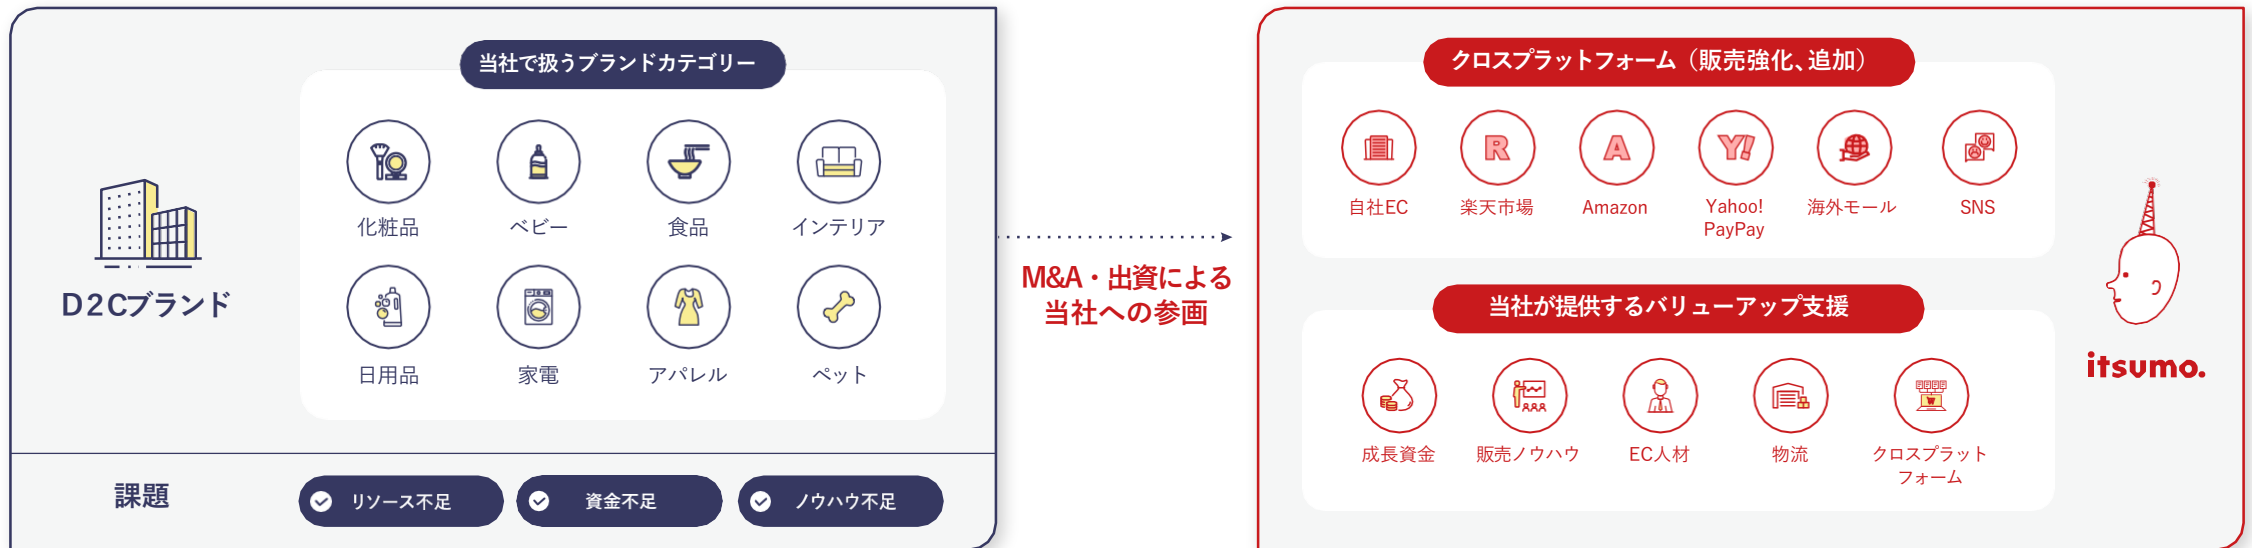 当社で扱うブランドカテゴリー
化粧品
ベビー
食品
インテリア
日用品
家電
アパレル
ペット
D2Cブランド
課題
リソース不足
資金不足
ノウハウ不足
M&A・出資による
当社への参画
クロスプラットフォーム（販売強化、追加）
自社EC
R
楽天市場
A
Amazon
Y!
Yahoo!
PayPay
海外モール
SNS
当社が提供するバリューアップ支援
成長資金
販売ノウハウ
EC人材
物流
クロスプラット
フォーム
itsumo.